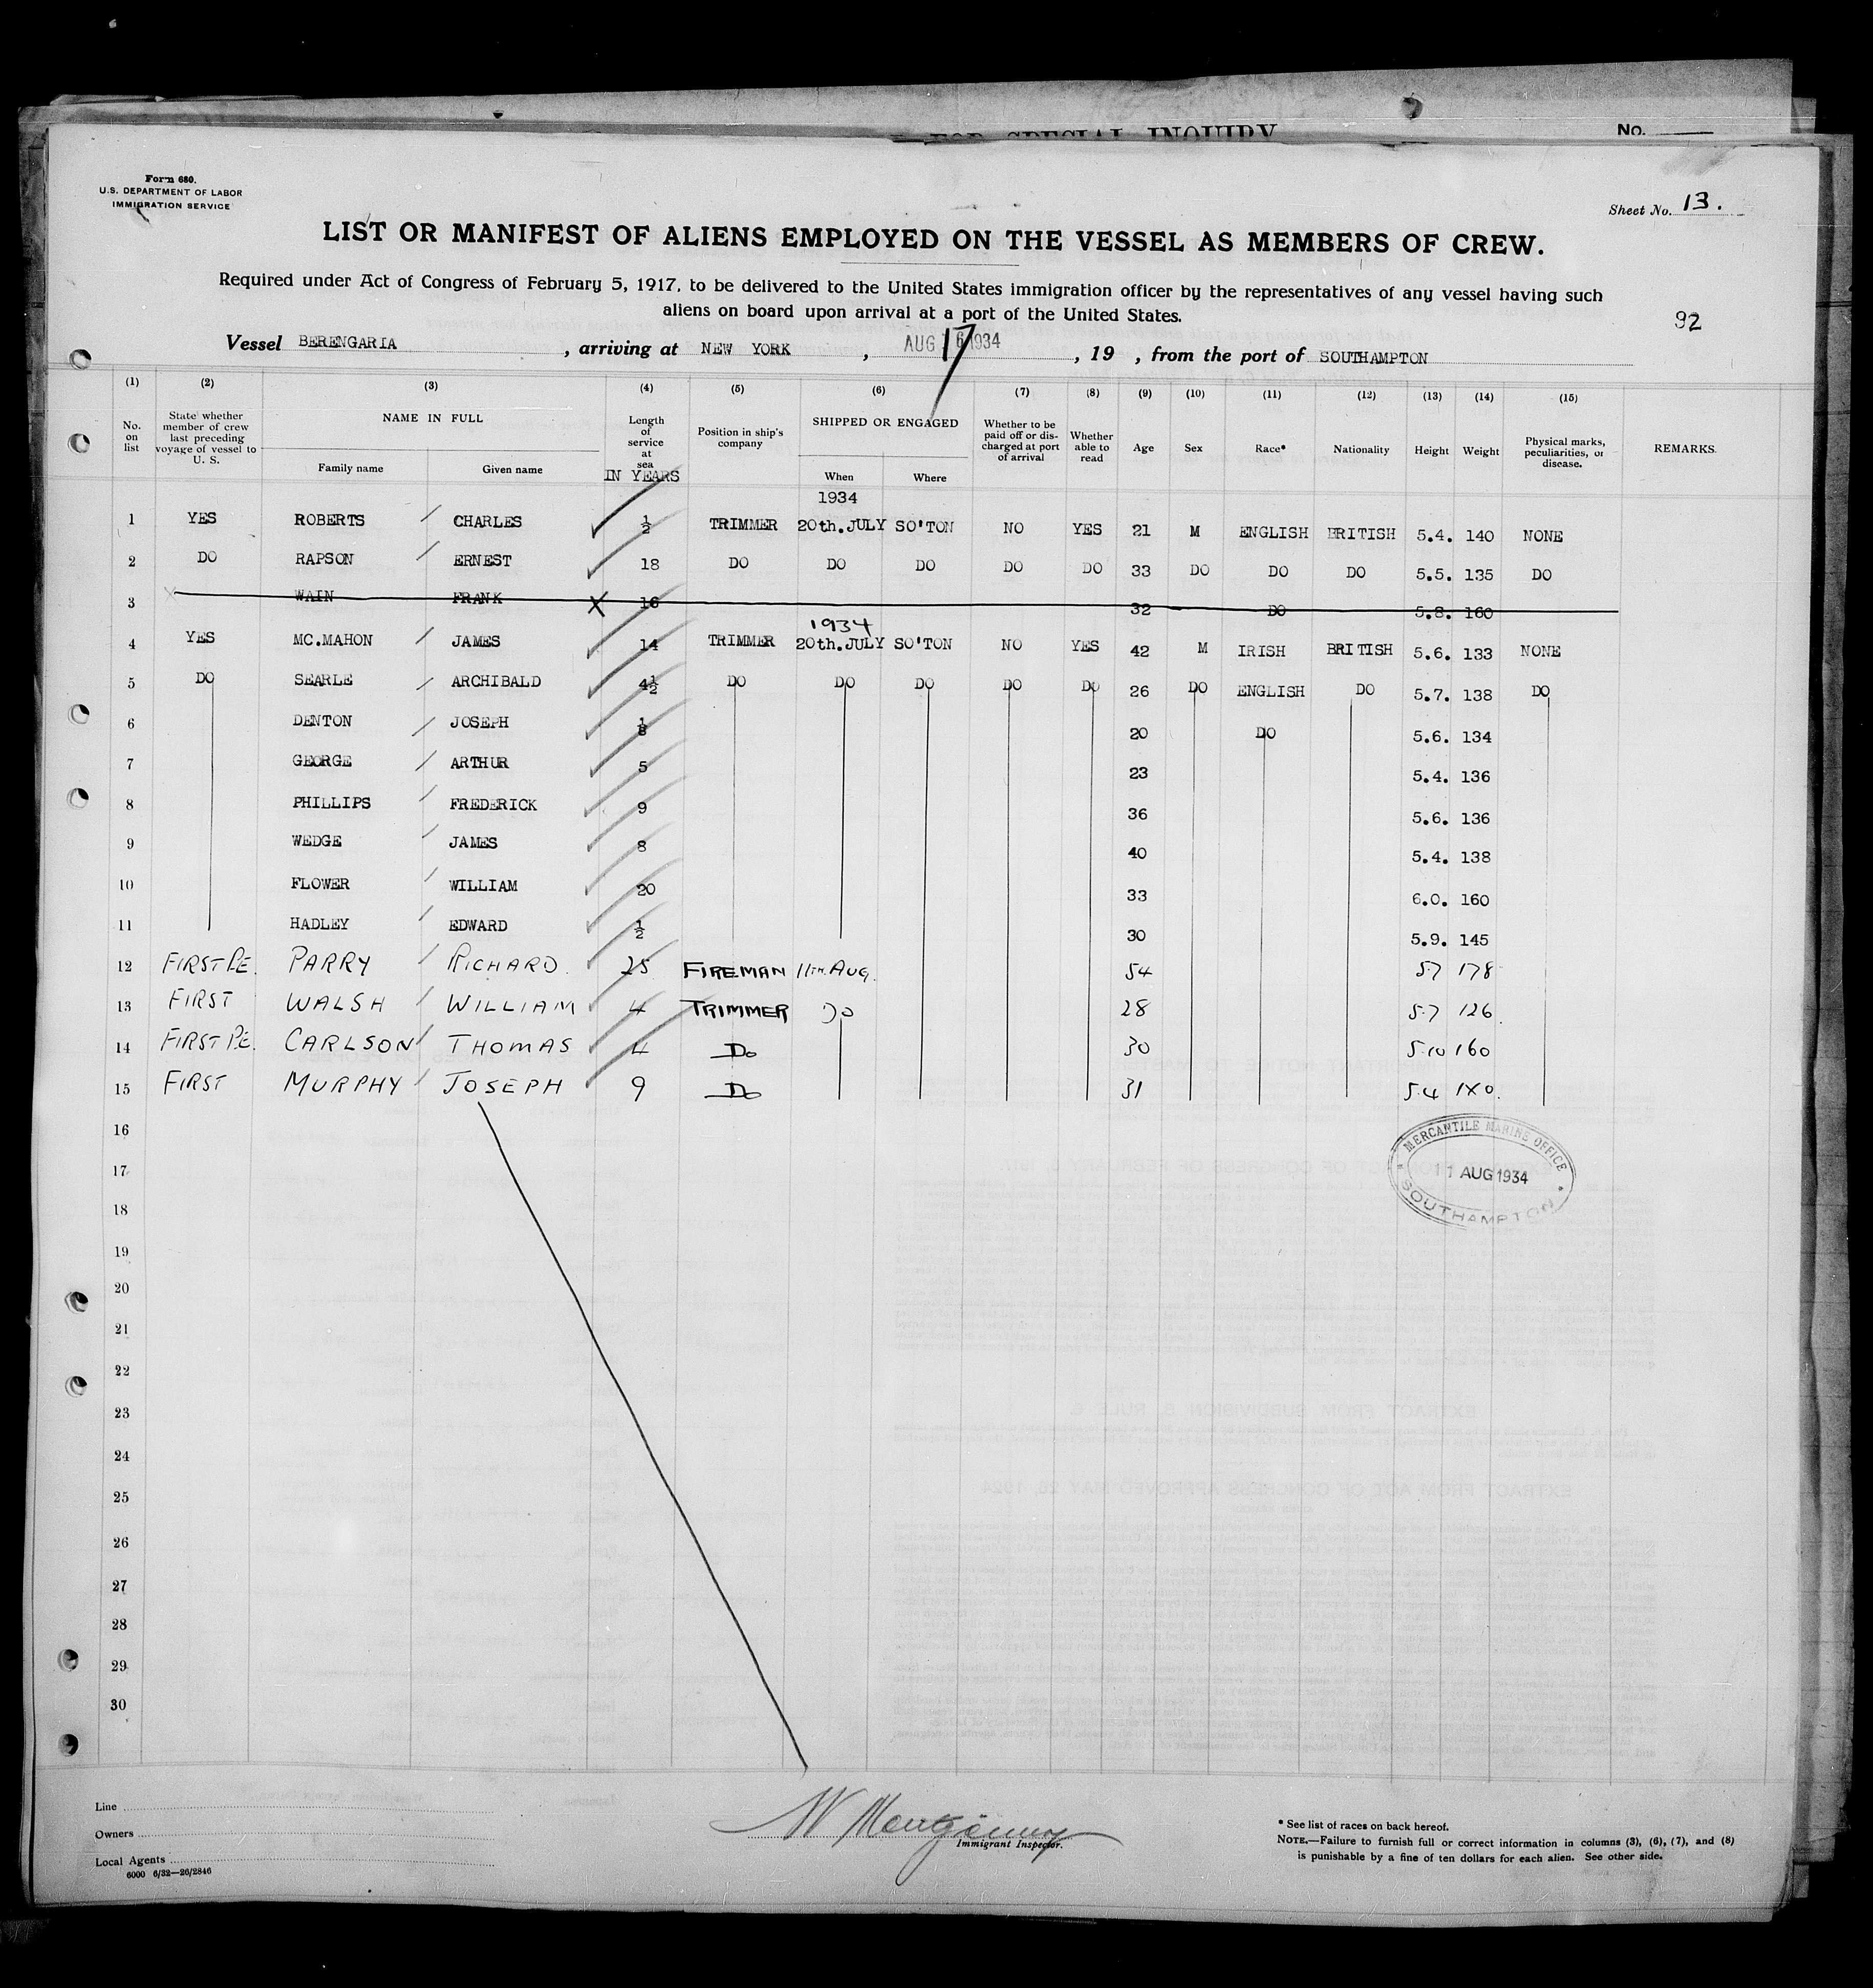 FOR SPECIAL INQUIRY
No.
Form 680.
U.S. DEPARTMENT OF LABOR
IMMIGRATION SERVICE
Sheet No. 13.
LIST OR MANIFEST OF ALIENS EMPLOYED ON THE VESSEL AS MEMBERS OF CREW.
Required under Act of Congress of February 5, 1917, to be delivered to the United States immigration officer by the representatives of any vessel having such
aliens on board upon arrival at a port of the United States.
92
Vessel BERENGARIA, arriving at NEW YORK, AUG 17 1934, 19 , from the port of SOUTHAMPTON
(1) (2) (3) (4) (5) (6) (7) (8) (9) (10) (11) (12) (13) (14) (15)
No. on list
State whether member of crew last preceding voyage of vessel to U. S.
NAME IN FULL
Family name Given name
Length of service at sea
IN YEARS
Position in ship's company
SHIPPED OR ENGAGED
When Where
Whether to be paid off or discharged at port of arrival
Whether able to read
Age Sex Race* Nationality Height Weight
Physical marks, peculiarities, or disease.
REMARKS
1934
1 YES ROBERTS / CHARLES ½ TRIMMER 20th.JULY SO'TON NO YES 21 M ENGLISH BRITISH 5.4. 140 NONE
2 DO RAPSON / ERNEST 18 DO DO DO DO DO 33 DO DO DO 5.5. 135 DO
3 WAIN FRANK X 16 32 DO 5.8. 160
1934
4 YES MC.MAHON / JAMES 14 TRIMMER 20th.JULY SO'TON NO YES 42 M IRISH BRITISH 5.6. 133 NONE
5 DO SEARLE / ARCHIBALD 4½ DO DO DO DO DO 26 DO ENGLISH DO 5.7. 138 DO
6 DENTON / JOSEPH ⅛ 20 DO 5.6. 134
7 GEORGE / ARTHUR 5 23 5.4. 136
8 PHILLIPS / FREDERICK 9 36 5.6. 136
9 WEDGE / JAMES 8 40 5.4. 138
10 FLOWER / WILLIAM 20 33 6.0. 160
11 HADLEY / EDWARD ½ 30 5.9. 145
12 FIRST RE. PARRY / RICHARD. 25 FIREMAN 11TH. AUG. 54 5.7 178
13 FIRST WALSH / WILLIAM 4 TRIMMER DO 28 5.7 126.
14 FIRST RE. CARLSON / THOMAS 4 Do 30 5.10 160
15 FIRST MURPHY / JOSEPH 9 Do 31 5.4
16
MERCANTILE MARINE OFFICE
17
11 AUG 1934
18
SOUTHAMPTON
19
20
21
22
23
24
25
26
27
28
29
30
Line
Owners
Local Agents
6000 6/32—26/2846
W Montgomery
Immigrant Inspector.
* See list of races on back hereof.
NOTE.—Failure to furnish full or correct information in columns (3), (6), (7), and (8)
is punishable by a fine of ten dollars for each alien. See other side.